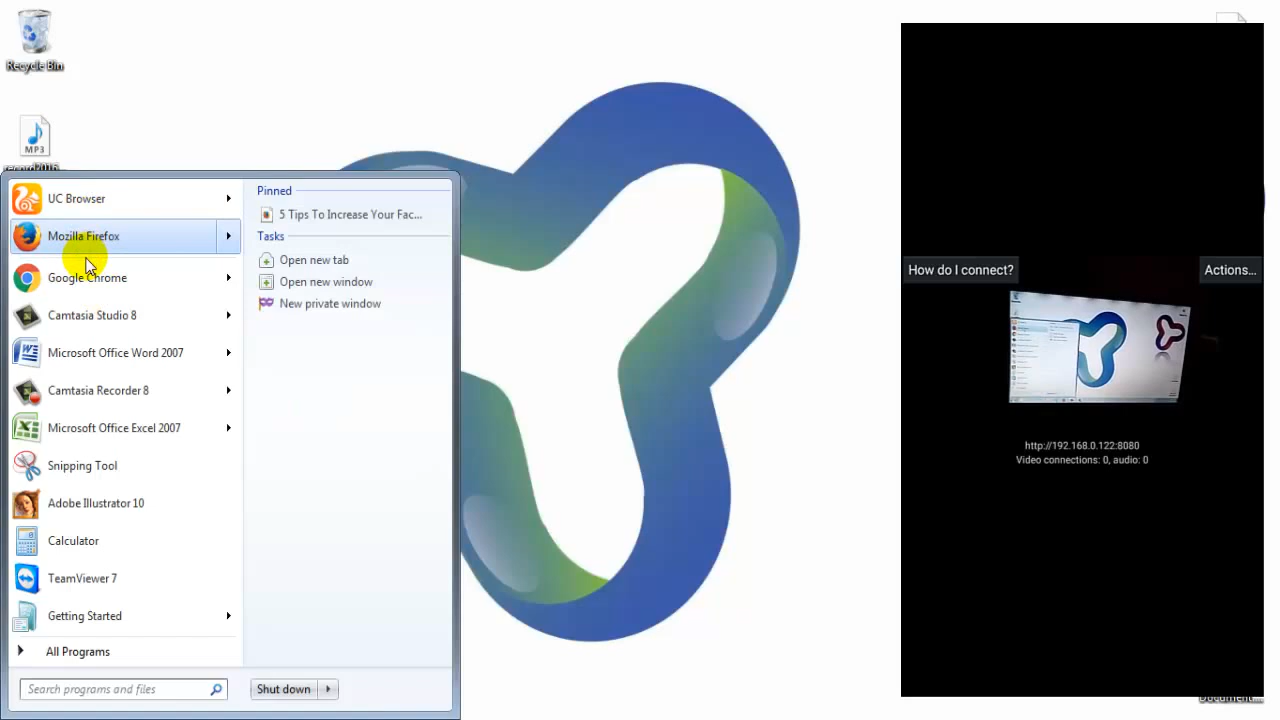 Recycle Bin
MP3
UC Browser
Mozilla Firefox
Google Chrome
Camtasia Studio 8
Microsoft Office Word 2007
Camtasia Recorder 8
Microsoft Office Excel 2007
Snipping Tool
Adobe Illustrator 10
Calculator
TeamViewer 7
Getting Started
All Programs
Search programs and files
Shut down
Pinned
5 Tips To Increase Your Fac...
Tasks
Open new tab
Open new window
New private window
How do I connect?
Actions...
http://192.168.0.122:8080
Video connections: 0, audio: 0